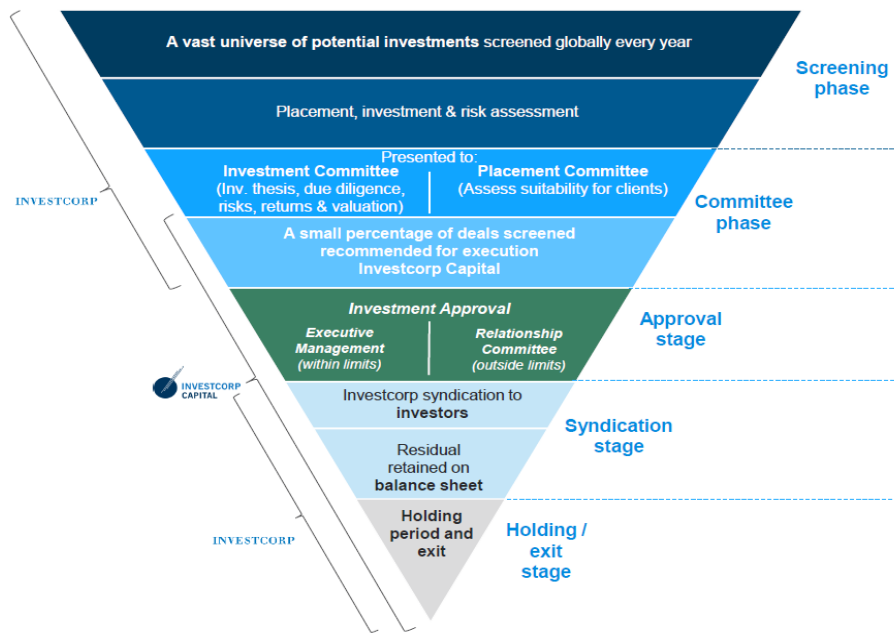 A vast universe of potential investments screened globally every year
Screening
phase
Placement, investment & risk assessment
Presented to:
Investment Committee
(Inv. thesis, due diligence,
risks, returns & valuation)
Placement Committee
(Assess suitability for clients)
INVESTCORP
Committee
phase
A small percentage of deals screened
recommended for execution
Investcorp Capital
Investment Approval
Executive
Management
(within limits)
Relationship
Committee
(outside limits)
Approval
stage
INVESTCORP
CAPITAL
Investcorp syndication to
investors
Syndication
stage
Residual
retained on
balance sheet
Holding
period and
exit
INVESTCORP
Holding /
exit
stage